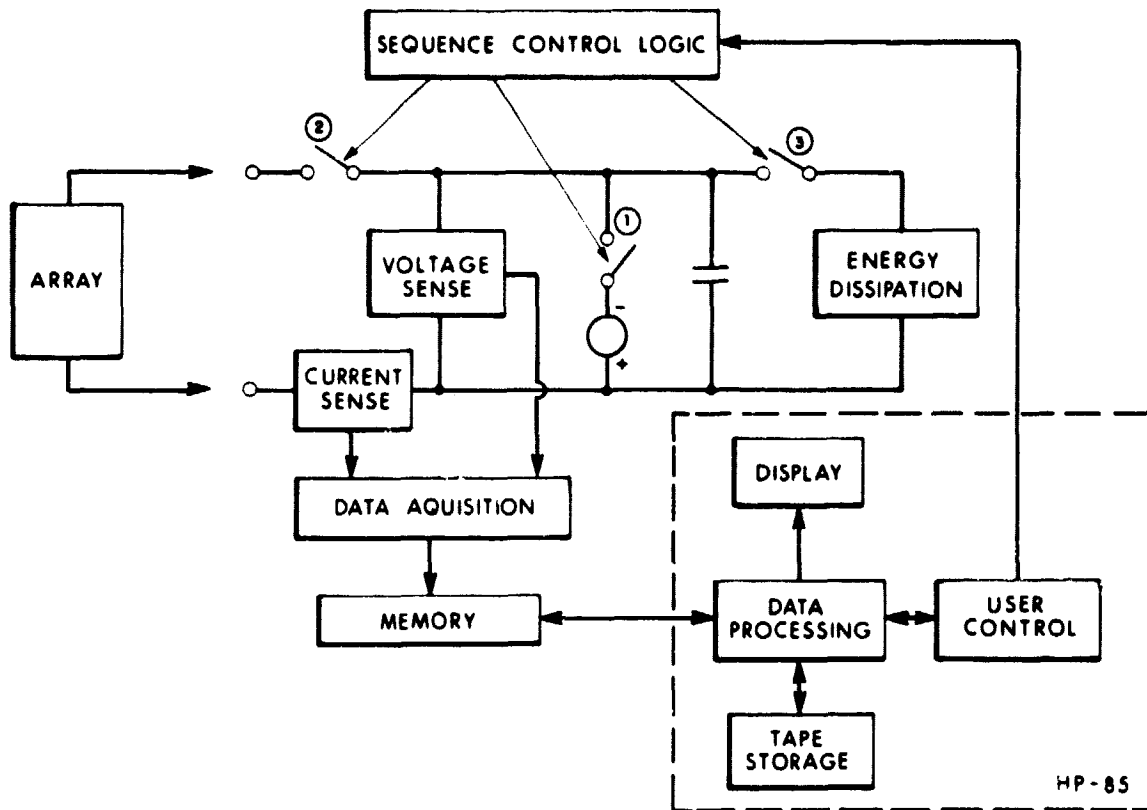 SEQUENCE CONTROL LOGIC
②
③
①
ARRAY
VOLTAGE
SENSE
-
+
ENERGY
DISSIPATION
CURRENT
SENSE
DATA AQUISITION
MEMORY
DISPLAY
DATA
PROCESSING
USER
CONTROL
TAPE
STORAGE
HP-85